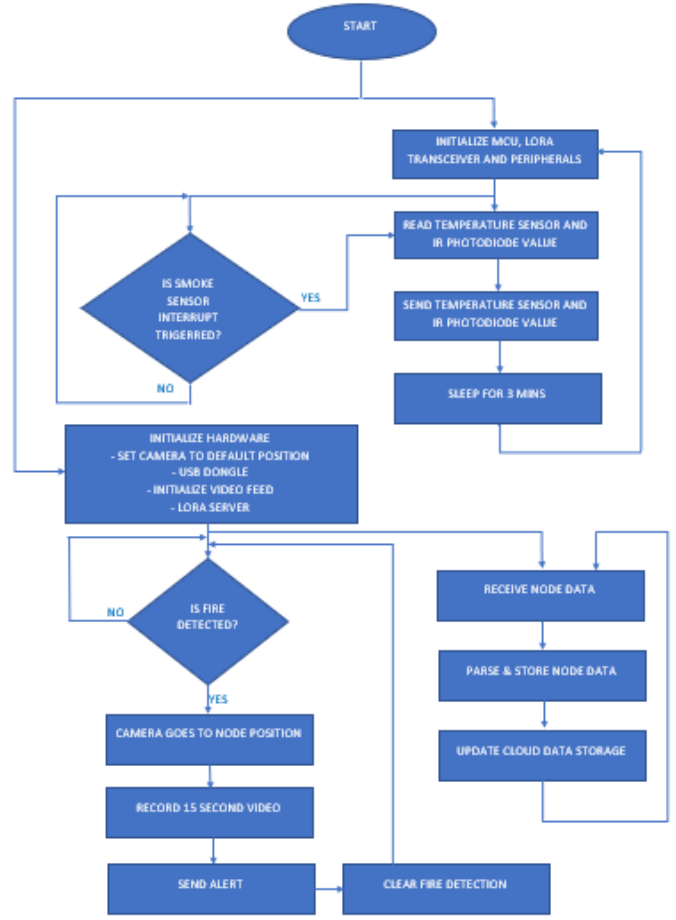 START
INITIALIZE MCU, LORA
TRANSCEIVER AND PERIPHERALS
READ TEMPERATURE SENSOR AND
IR PHOTODIODE VALUE
IS SMOKE
SENSOR
INTERRUPT
TRIGERRED?
YES
NO
SEND TEMPERATURE SENSOR AND
IR PHOTODIODE VALUE
SLEEP FOR 3 MINS
INITIALIZE HARDWARE
- SET CAMERA TO DEFAULT POSITION
- USB DONGLE
- INITIALIZE VIDEO FEED
- LORA SERVER
IS FIRE
DETECTED?
NO
YES
CAMERA GOES TO NODE POSITION
RECORD 15 SECOND VIDEO
SEND ALERT
CLEAR FIRE DETECTION
RECEIVE NODE DATA
PARSE & STORE NODE DATA
UPDATE CLOUD DATA STORAGE